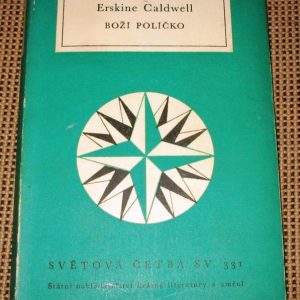 Erskine Caldwell
BOŽÍ POLÍČKO
SVĚTOVÁ ČETBA SV. 331
Státní nakladatelství krásné literatury a umění